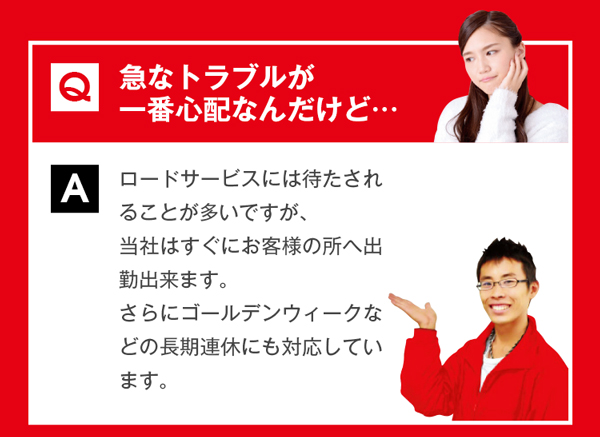 Q
急なトラブルが
一番心配なんだけど…
A
ロードサービスには待たされ
ることが多いですが、
当社はすぐにお客様の所へ出
勤出来ます。
さらにゴールデンウィークな
どの長期連休にも対応してい
ます。